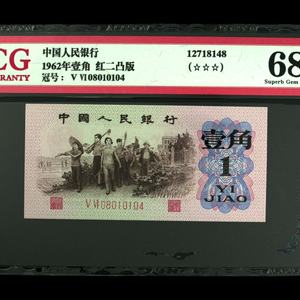 CG
WARRANTY
中国人民银行
1962年壹角 红二凸版
冠号: V VI 08010104
12718148
(☆☆☆)
68
Superb Gem
中国人民银行
壹角
1
YI
JIAO
V VI 08010104